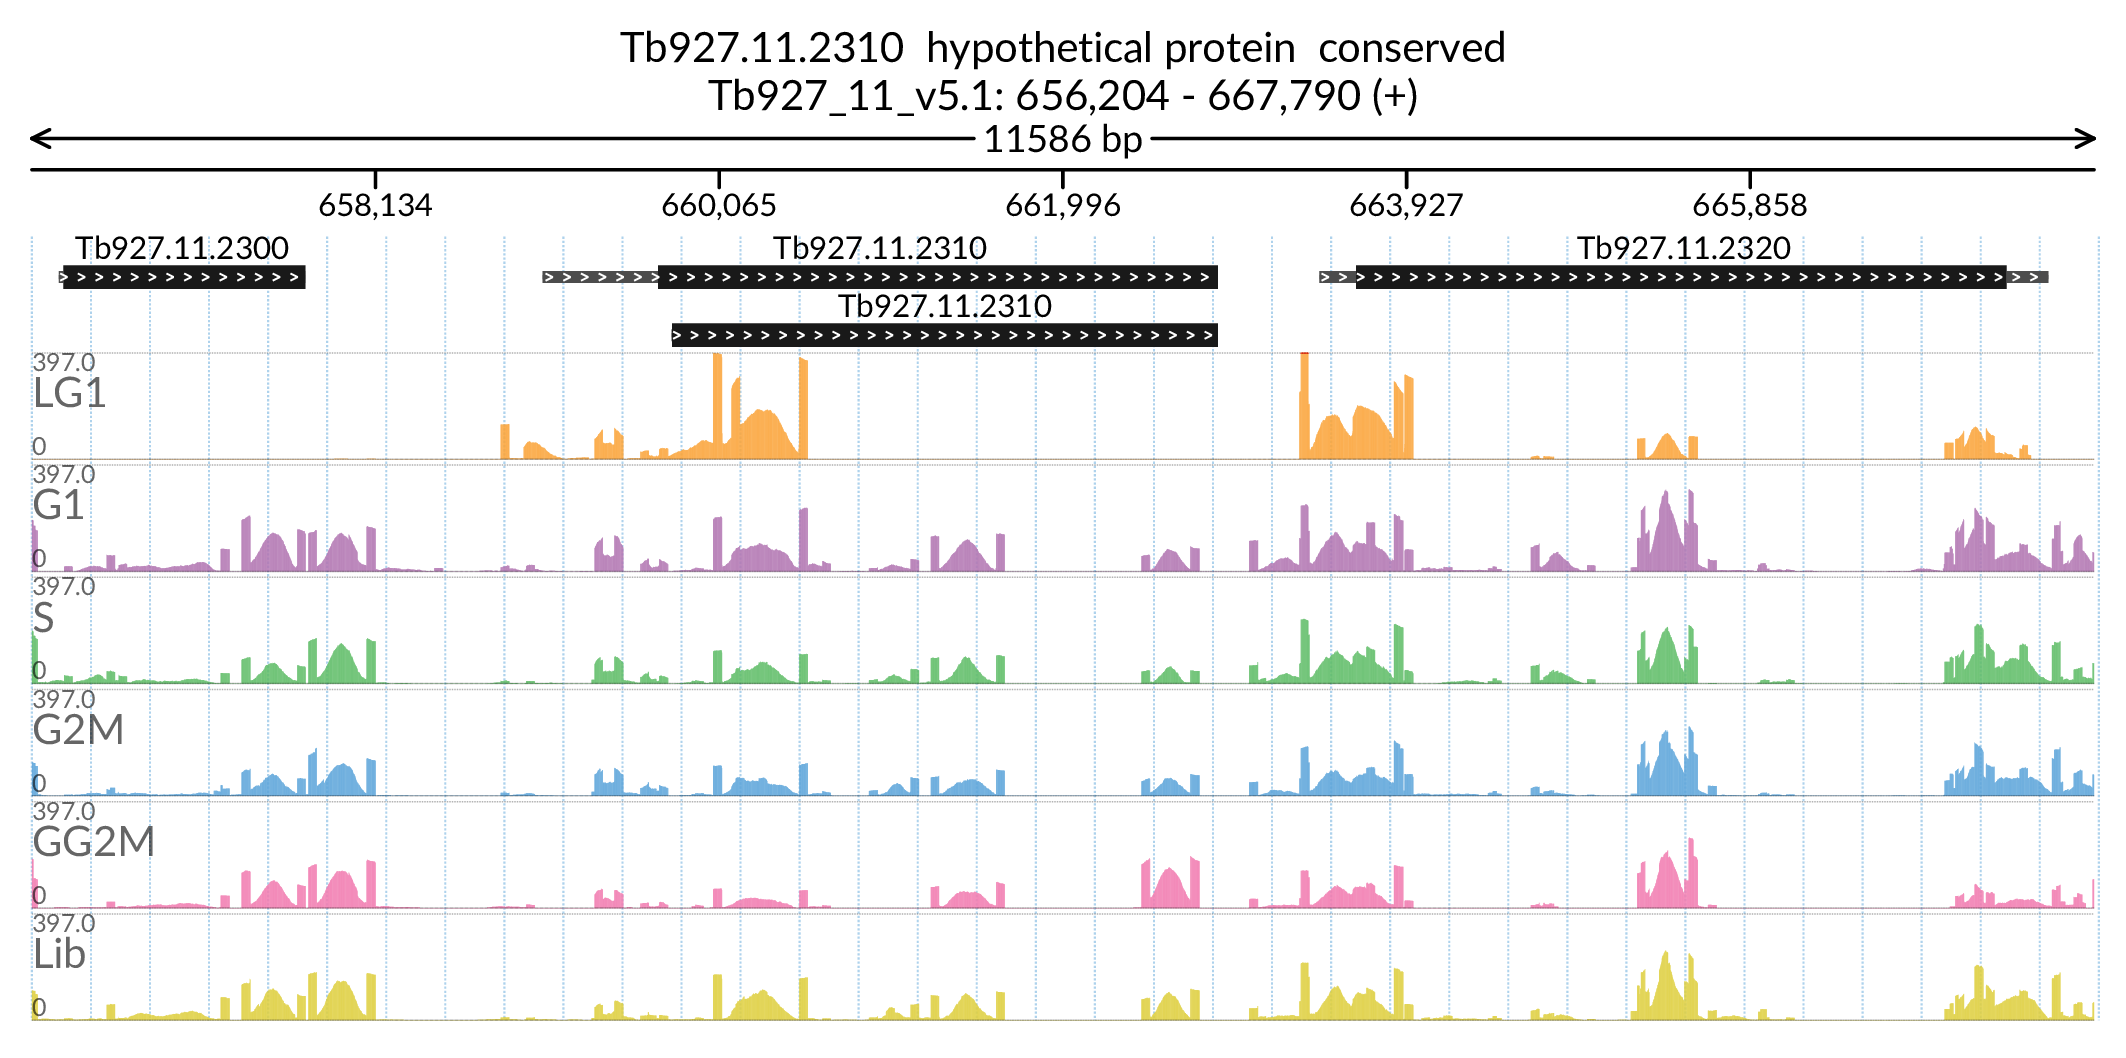 Tb927.11.2310  hypothetical protein  conserved
Tb927_11_v5.1: 656,204 - 667,790 (+)
11586 bp
658,134 660,065 661,996 663,927 665,858
Tb927.11.2300 Tb927.11.2310 Tb927.11.2320
Tb927.11.2310
397.0
LG1
0
397.0
G1
0
397.0
S
0
397.0
G2M
0
397.0
GG2M
0
397.0
Lib
0